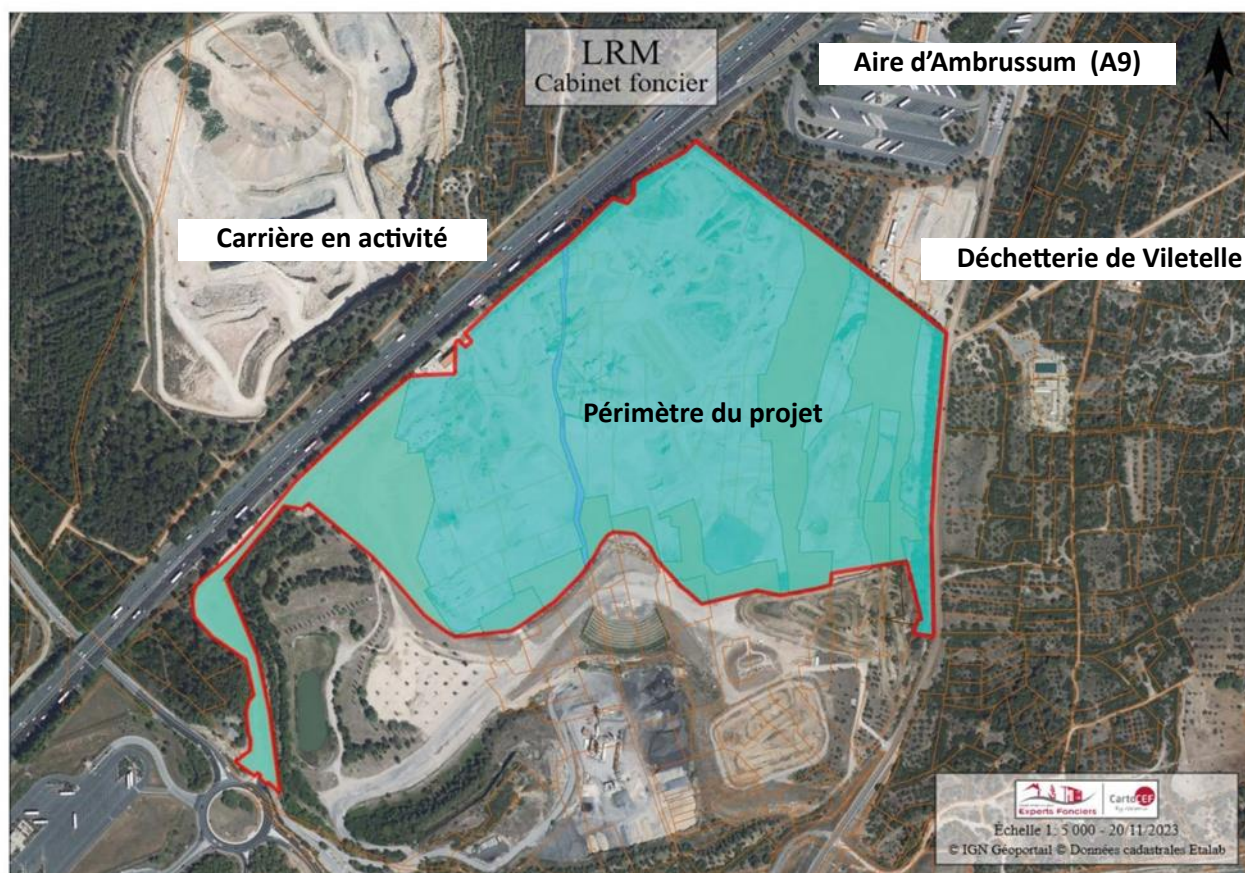 LRM
Cabinet foncier
Aire d'Ambrussum (A9)
N
Carrière en activité
Déchetterie de Viletelle
Périmètre du projet
Experts Fonciers
CartoCEF
Échelle 1: 5 000 - 20/11/2023
© IGN Géoportail © Données cadastrales Etalab